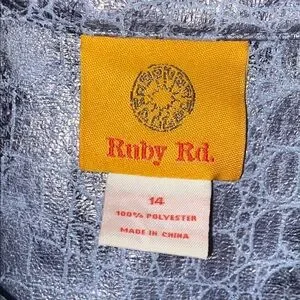 Ruby Rd.
14
100% POLYESTER
MADE IN CHINA